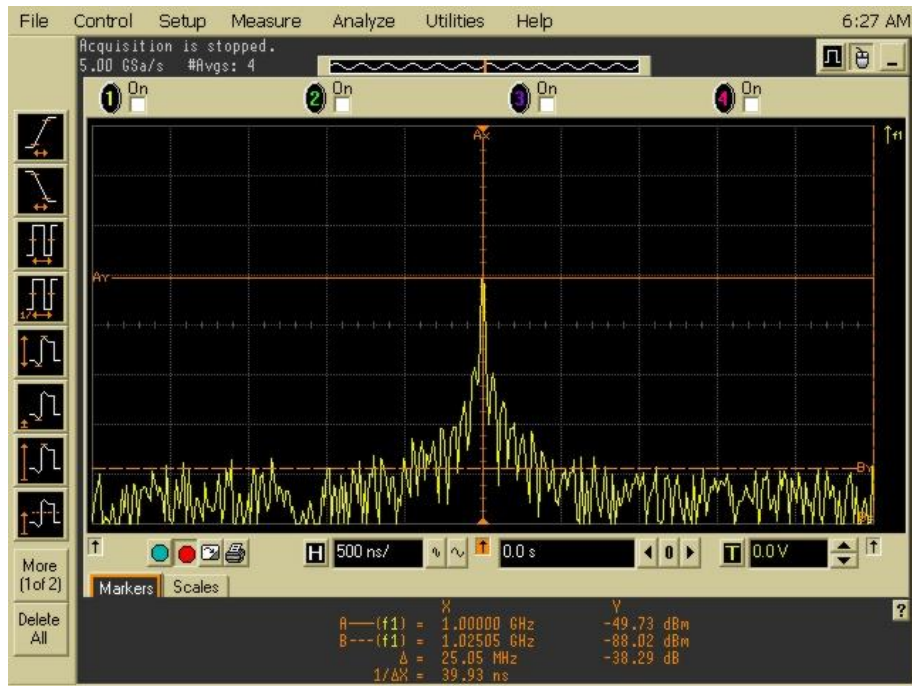 File Control Setup Measure Analyze Utilities Help 6:27 AM
Acquisition is stopped.
5.00 GSa/s #Avgs: 4
1 On 2 On 3 On 4 On
Ax
f1
Ay
By
More
(1of 2)
Delete
All
H 500 ns/ 0.0 s 0 T 0.0 V
Markers Scales
?
X Y
A───(f1) = 1.00000 GHz -49.73 dBm
B---(f1) = 1.02505 GHz -88.02 dBm
Δ = 25.05 MHz -38.29 dB
1/ΔX = 39.93 ns